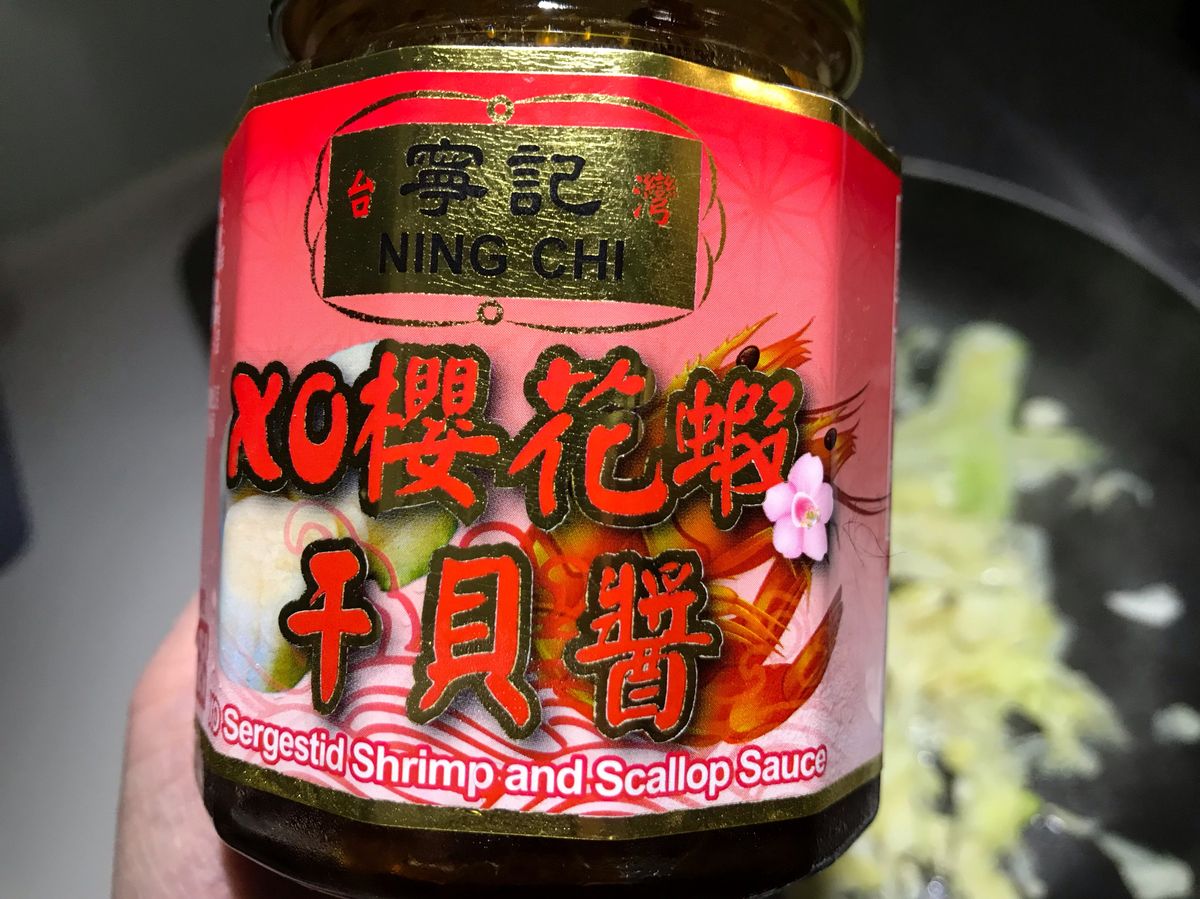 台 寧記 灣
NING CHI
XO櫻花蝦
干貝醬
XO Sergestid Shrimp and Scallop Sauce